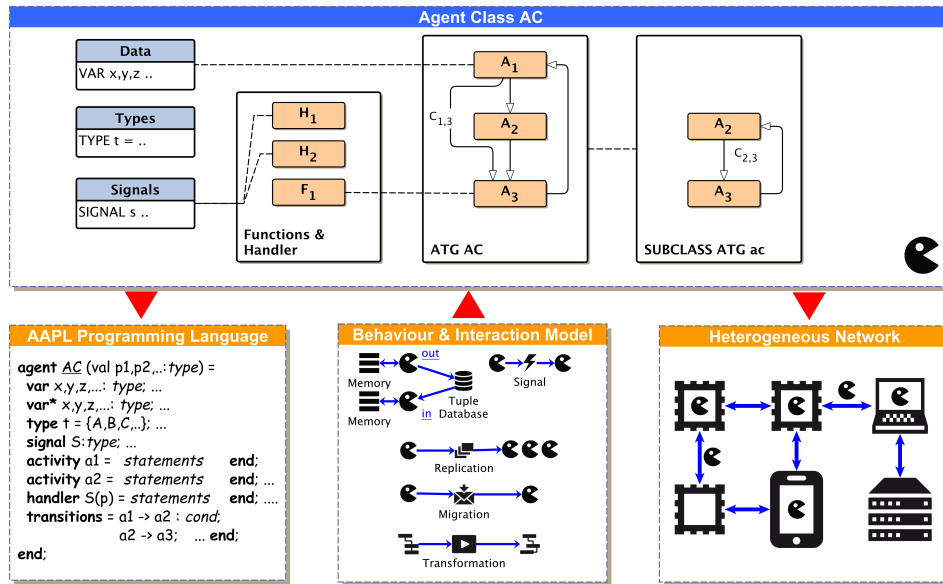 Agent Class AC
Data
VAR x,y,z ..
Types
TYPE t = ..
Signals
SIGNAL s ..
H1
H2
F1
Functions &
Handler
A1
C1,3
A2
A3
ATG AC
A2
C2,3
A3
SUBCLASS ATG ac
AAPL Programming Language
agent AC (val p1,p2,..:type) =
var x,y,z,...: type; ...
var* x,y,z,...: type; ...
type t = {A,B,C,..}; ...
signal S:type; ...
activity a1 = statements end;
activity a2 = statements end; ...
handler S(p) = statements end; ....
transitions = a1 -> a2 : cond;
a2 -> a3; ... end;
end;
Behaviour & Interaction Model
out
Memory
Signal
Tuple
Database
Memory
in
Replication
Migration
Transformation
Heterogeneous Network